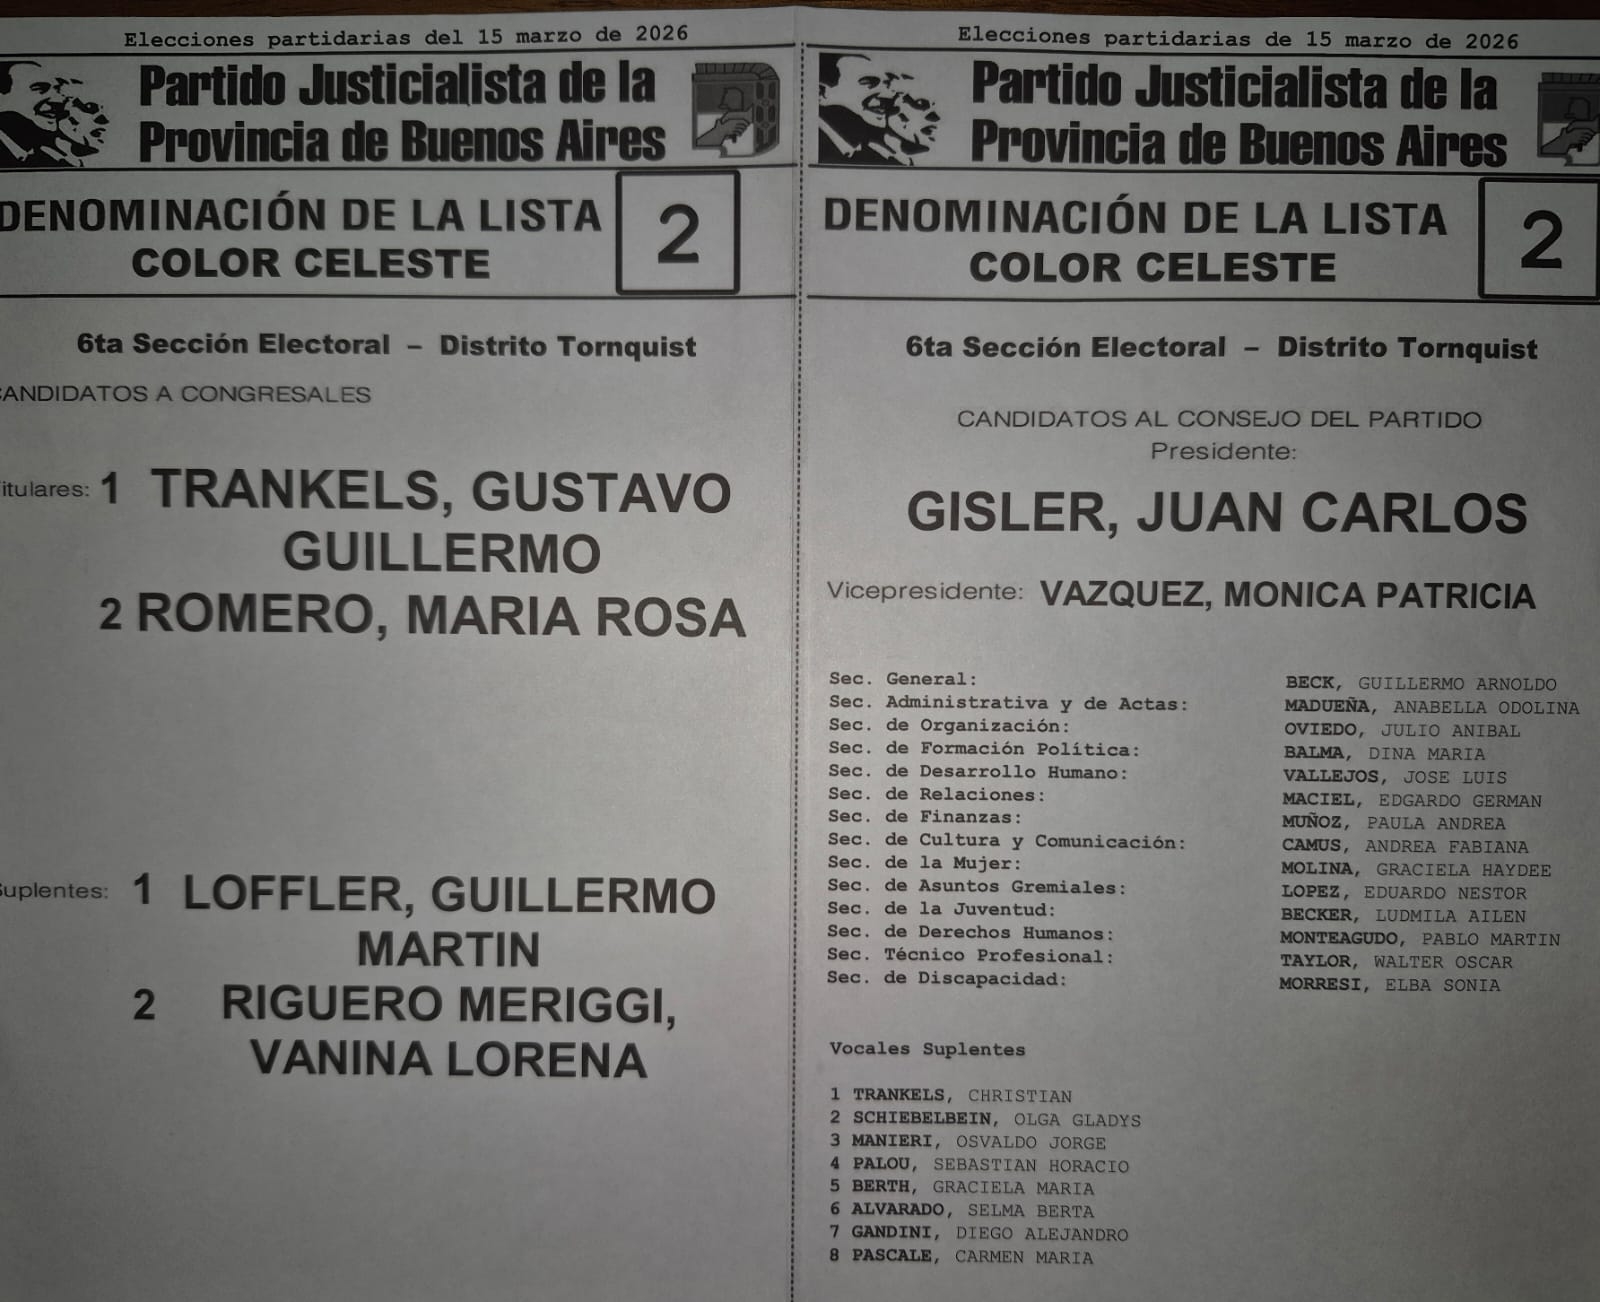 Elecciones partidarias del 15 marzo de 2026
Partido Justicialista de la
Provincia de Buenos Aires
DENOMINACIÓN DE LA LISTA
COLOR CELESTE
2
6ta Sección Electoral – Distrito Tornquist
CANDIDATOS A CONGRESALES
itulares: 1 TRANKELS, GUSTAVO
GUILLERMO
2 ROMERO, MARIA ROSA
Suplentes: 1 LOFFLER, GUILLERMO
MARTIN
2 RIGUERO MERIGGI,
VANINA LORENA
Elecciones partidarias de 15 marzo de 2026
Partido Justicialista de la
Provincia de Buenos Aires
DENOMINACIÓN DE LA LISTA
COLOR CELESTE
2
6ta Sección Electoral – Distrito Tornquist
CANDIDATOS AL CONSEJO DEL PARTIDO
Presidente:
GISLER, JUAN CARLOS
Vicepresidente: VAZQUEZ, MONICA PATRICIA
Sec. General: BECK, GUILLERMO ARNOLDO
Sec. Administrativa y de Actas: MADUEÑA, ANABELLA ODOLINA
Sec. de Organización: OVIEDO, JULIO ANIBAL
Sec. de Formación Política: BALMA, DINA MARIA
Sec. de Desarrollo Humano: VALLEJOS, JOSE LUIS
Sec. de Relaciones: MACIEL, EDGARDO GERMAN
Sec. de Finanzas: MUÑOZ, PAULA ANDREA
Sec. de Cultura y Comunicación: CAMUS, ANDREA FABIANA
Sec. de la Mujer: MOLINA, GRACIELA HAYDEE
Sec. de Asuntos Gremiales: LOPEZ, EDUARDO NESTOR
Sec. de la Juventud: BECKER, LUDMILA AILEN
Sec. de Derechos Humanos: MONTEAGUDO, PABLO MARTIN
Sec. Técnico Profesional: TAYLOR, WALTER OSCAR
Sec. de Discapacidad: MORRESI, ELBA SONIA
Vocales Suplentes
1 TRANKELS, CHRISTIAN
2 SCHIEBELBEIN, OLGA GLADYS
3 MANIERI, OSVALDO JORGE
4 PALOU, SEBASTIAN HORACIO
5 BERTH, GRACIELA MARIA
6 ALVARADO, SELMA BERTA
7 GANDINI, DIEGO ALEJANDRO
8 PASCALE, CARMEN MARIA